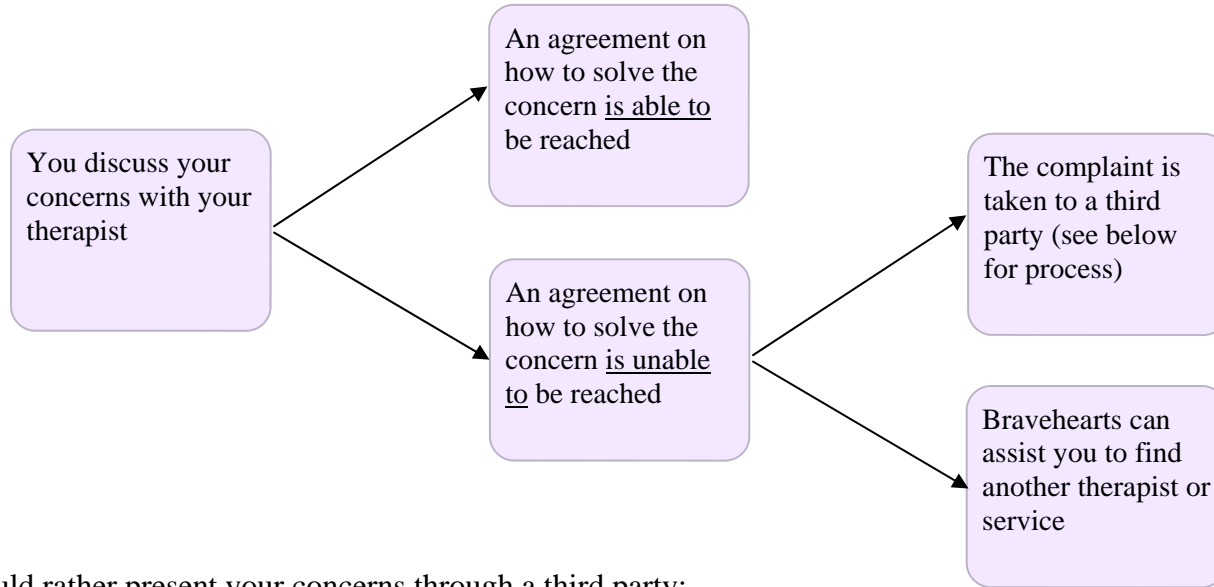 You discuss your
concerns with your
therapist
An agreement on
how to solve the
concern is able to
be reached
An agreement on
how to solve the
concern is unable
to be reached
The complaint is
taken to a third
party (see below
for process)
Bravehearts can
assist you to find
another therapist or
service
rather present your concerns through a third party: